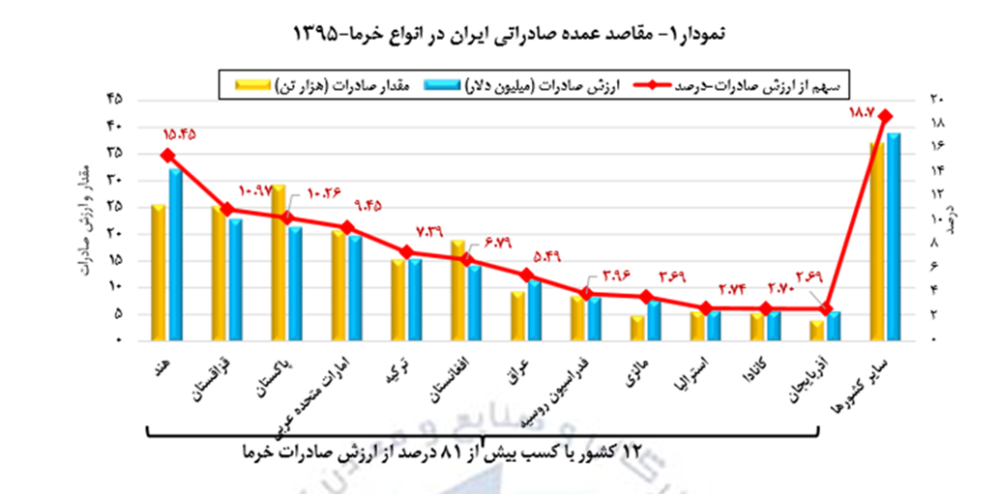 نمودار۱- مقاصد عمده صادراتی ایران در انواع خرما-۱۳۹۵
سهم از ارزش صادرات-درصد
ارزش صادرات (میلیون دلار)
مقدار صادرات (هزار تن)
مقدار و ارزش صادرات
۴۵
۴۰
۳۵
۳۰
۲۵
۲۰
۱۵
۱۰
۵
۰
۱۵.۴۵
۱۰.۹۷
۱۰.۲۶
۹.۴۵
۷.۳۹
۶.۷۹
۵.۴۹
۳.۹۶
۳.۶۹
۲.۷۴
۲.۷۰
۲.۶۹
۱۸.۷
۲۰
۱۸
۱۶
۱۴
۱۲
۱۰
۸
۶
۴
۲
۰
درصد
هند
قزاقستان
پاکستان
امارات متحده عربی
ترکیه
افغانستان
عراق
فدراسیون روسیه
مالزی
استرالیا
کانادا
آذربایجان
سایر کشورها
۱۲ کشور با کسب بیش از ۸۱ درصد از ارزش صادرات خرما